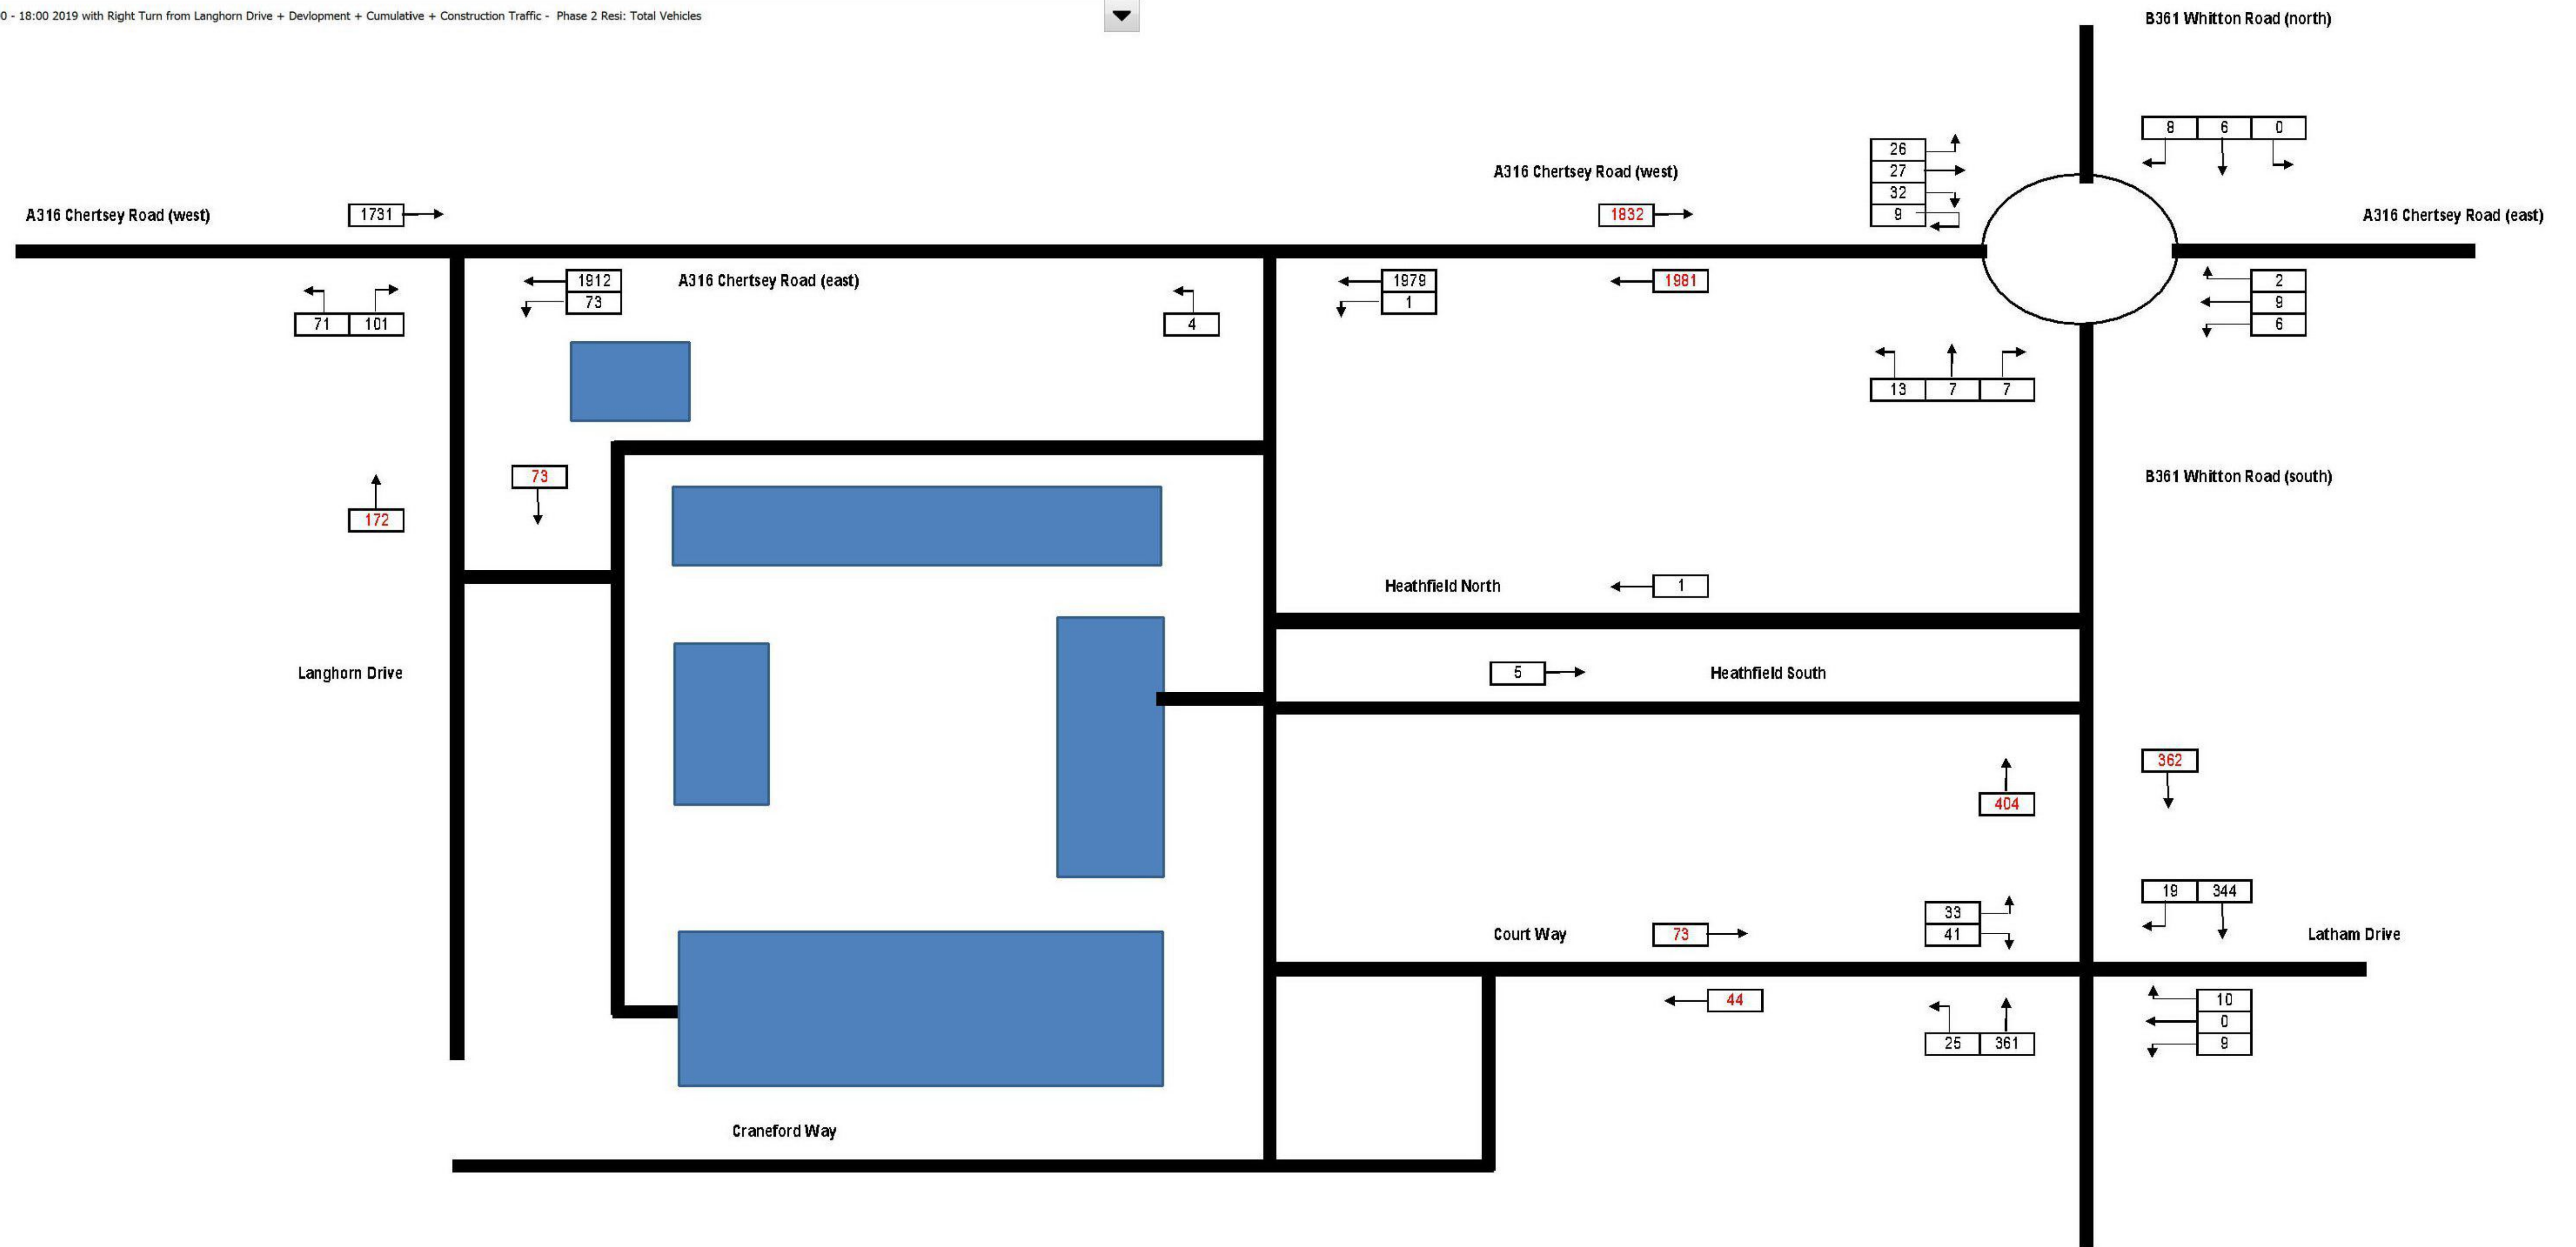 0 - 18:00 2019 with Right Turn from Langhorn Drive + Devlopment + Cumulative + Construction Traffic - Phase 2 Resi: Total Vehicles
B361 Whitton Road (north)
8 6 0
26
27
32
9
A316 Chertsey Road (west)
A316 Chertsey Road (west)
1731
1832
A316 Chertsey Road (east)
1912
73
A316 Chertsey Road (east)
1979
1
1981
2
9
6
71 101
4
13 7 7
73
B361 Whitton Road (south)
172
Heathfield North
1
Langhorn Drive
5
Heathfield South
362
404
19 344
33
41
Court Way
73
Latham Drive
44
10
0
9
25 361
Craneford Way